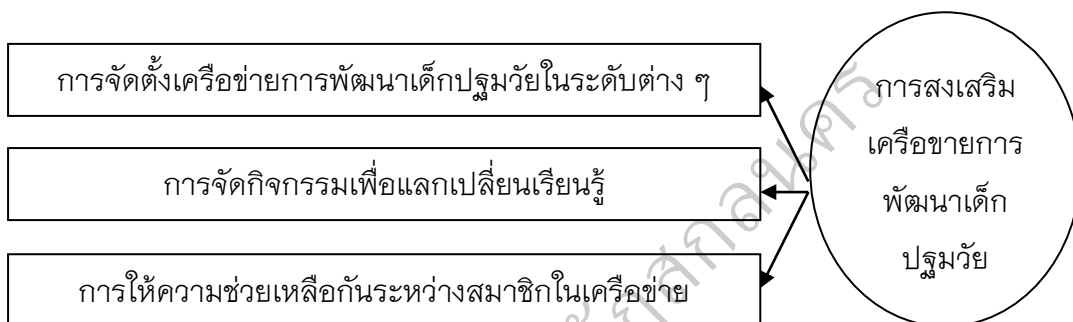 การจัดตั้งเครือข่ายการพัฒนาเด็กปฐมวัยในระดับต่าง ๆ
การจัดกิจกรรมเพื่อแลกเปลี่ยนเรียนรู้
การให้ความช่วยเหลือกันระหว่างสมาชิกในเครือข่าย
การสงเสริม
เครือขายการ
พัฒนาเด็ก
ปฐมวัย